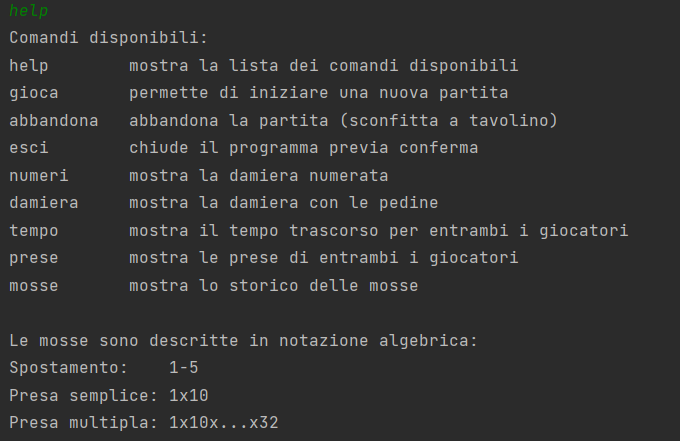 help
Comandi disponibili:
help        mostra la lista dei comandi disponibili
gioca       permette di iniziare una nuova partita
abbandona   abbandona la partita (sconfitta a tavolino)
esci        chiude il programma previa conferma
numeri      mostra la damiera numerata
damiera     mostra la damiera con le pedine
tempo       mostra il tempo trascorso per entrambi i giocatori
prese       mostra le prese di entrambi i giocatori
mosse       mostra lo storico delle mosse

Le mosse sono descritte in notazione algebrica:
Spostamento:    1-5
Presa semplice: 1x10
Presa multipla: 1x10x...x32